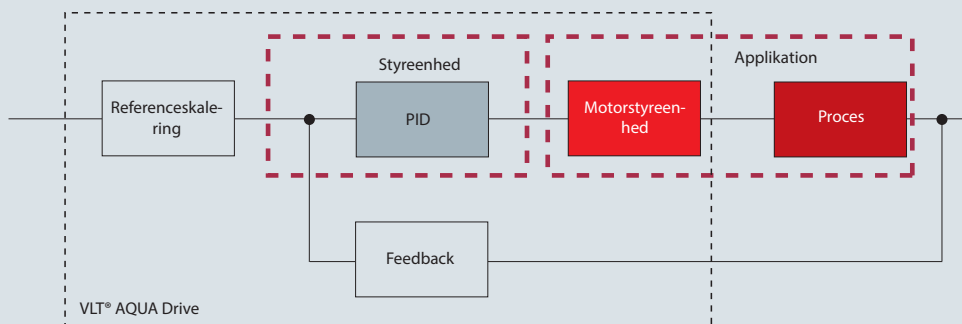 Styreenhed
Applikation
Referenceskale-
ring
PID
Motorstyreen-
hed
Proces
Feedback
VLT® AQUA Drive